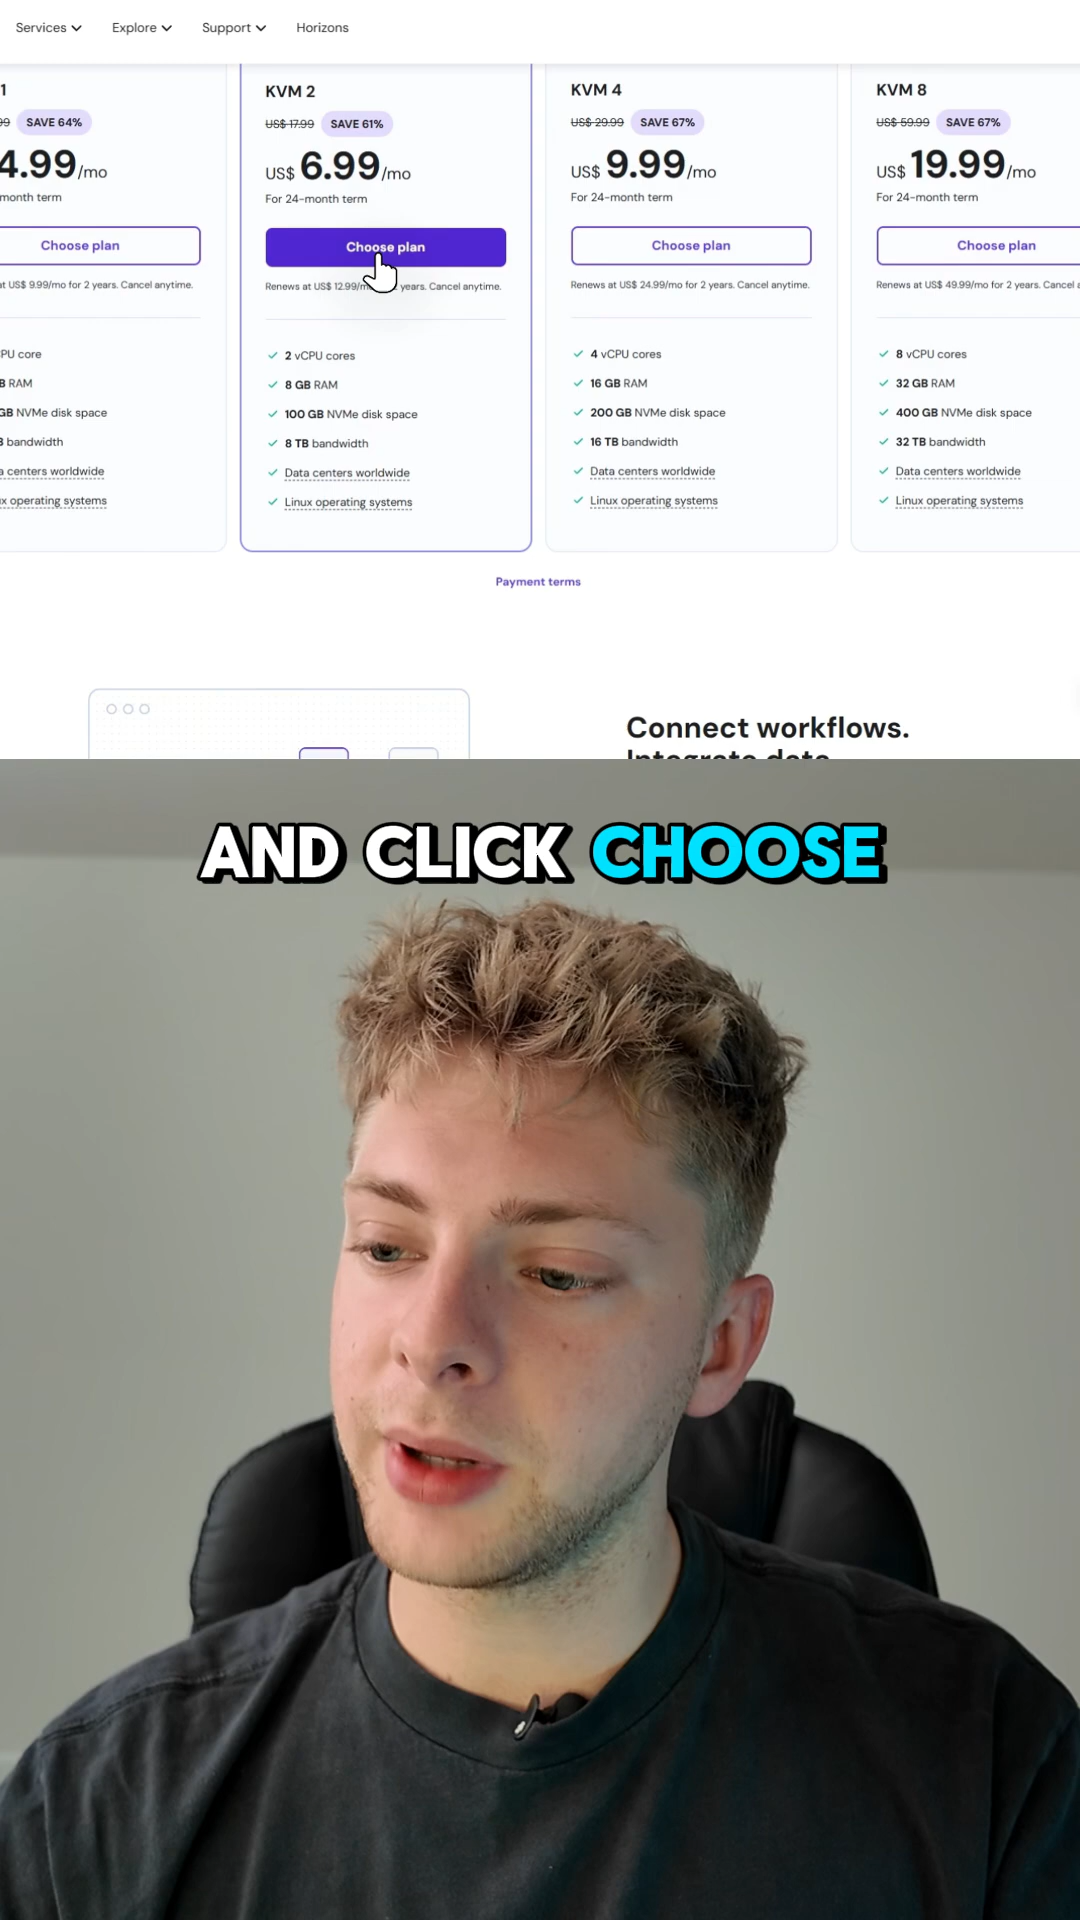 Services
Explore
Support
Horizons
1
99 SAVE 64%
4.99/mo
month term
Choose plan
at US$ 9.99/mo for 2 years. Cancel anytime.
PU core
B RAM
GB NVMe disk space
B bandwidth
a centers worldwide
x operating systems
KVM 2
US$ 17.99 SAVE 61%
US$ 6.99/mo
For 24-month term
Choose plan
Renews at US$ 12.99/m years. Cancel anytime.
2 vCPU cores
8 GB RAM
100 GB NVMe disk space
8 TB bandwidth
Data centers worldwide
Linux operating systems
KVM 4
US$ 29.99 SAVE 67%
US$ 9.99/mo
For 24-month term
Choose plan
Renews at US$ 24.99/mo for 2 years. Cancel anytime.
4 vCPU cores
16 GB RAM
200 GB NVMe disk space
16 TB bandwidth
Data centers worldwide
Linux operating systems
KVM 8
US$ 59.99 SAVE 67%
US$ 19.99/mo
For 24-month term
Choose plan
Renews at US$ 49.99/mo for 2 years. Cancel a
8 vCPU cores
32 GB RAM
400 GB NVMe disk space
32 TB bandwidth
Data centers worldwide
Linux operating systems
Payment terms
Connect workflows.
Integrate data
AND CLICK CHOOSE